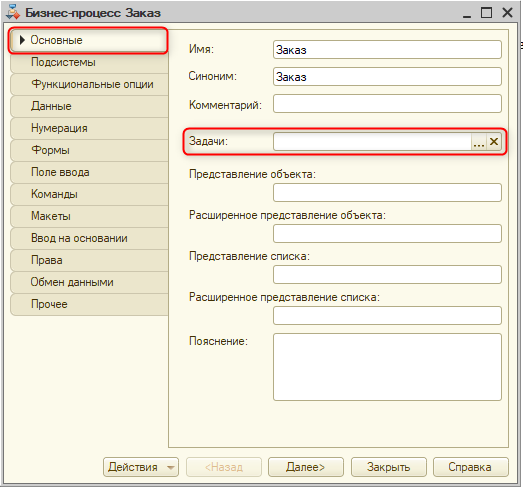 Бизнес-процесс Заказ
Основные
Подсистемы
Функциональные опции
Данные
Нумерация
Формы
Поле ввода
Команды
Макеты
Ввод на основании
Права
Обмен данными
Прочее
Имя: Заказ
Синоним: Заказ
Комментарий:
Задачи: ... ×
Представление объекта:
Расширенное представление объекта:
Представление списка:
Расширенное представление списка:
Пояснение:
Действия <Назад Далее> Закрыть Справка